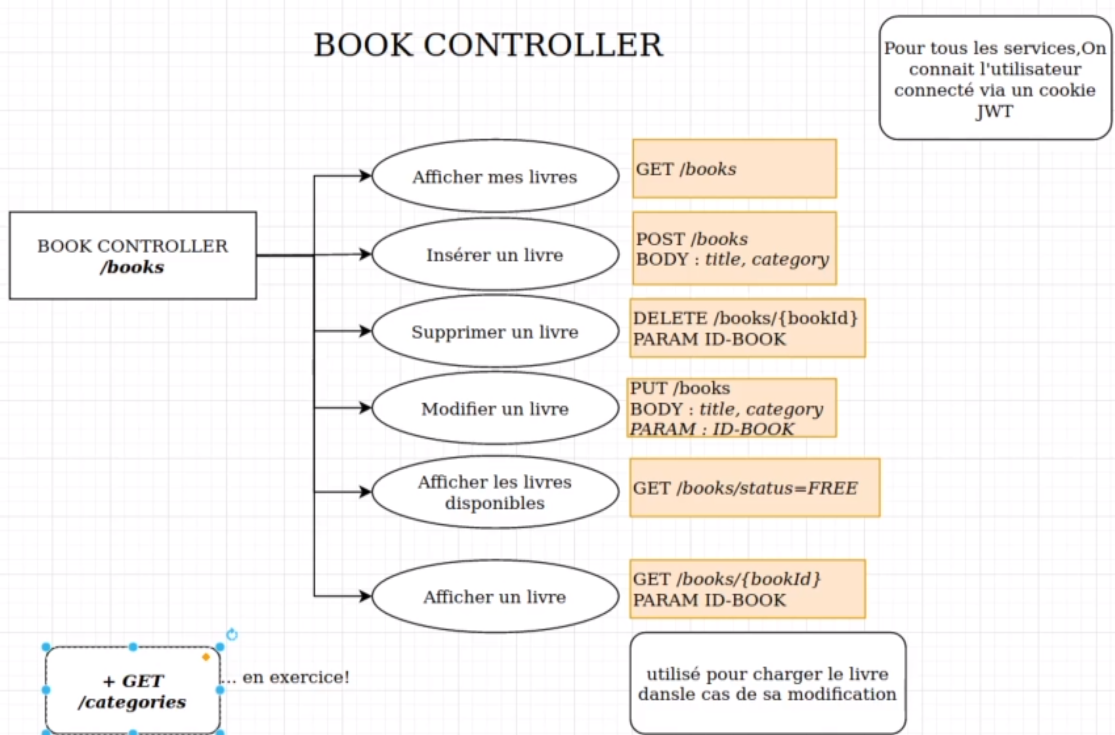 BOOK CONTROLLER
Pour tous les services,On
connait l'utilisateur
connecté via un cookie
JWT
BOOK CONTROLLER
/books
Afficher mes livres
GET /books
Insérer un livre
POST /books
BODY : title, category
Supprimer un livre
DELETE /books/{bookId}
PARAM ID-BOOK
Modifier un livre
PUT /books
BODY : title, category
PARAM : ID-BOOK
Afficher les livres
disponibles
GET /books/status=FREE
Afficher un livre
GET /books/{bookId}
PARAM ID-BOOK
+ GET
/categories
... en exercice!
utilisé pour charger le livre
dansle cas de sa modification